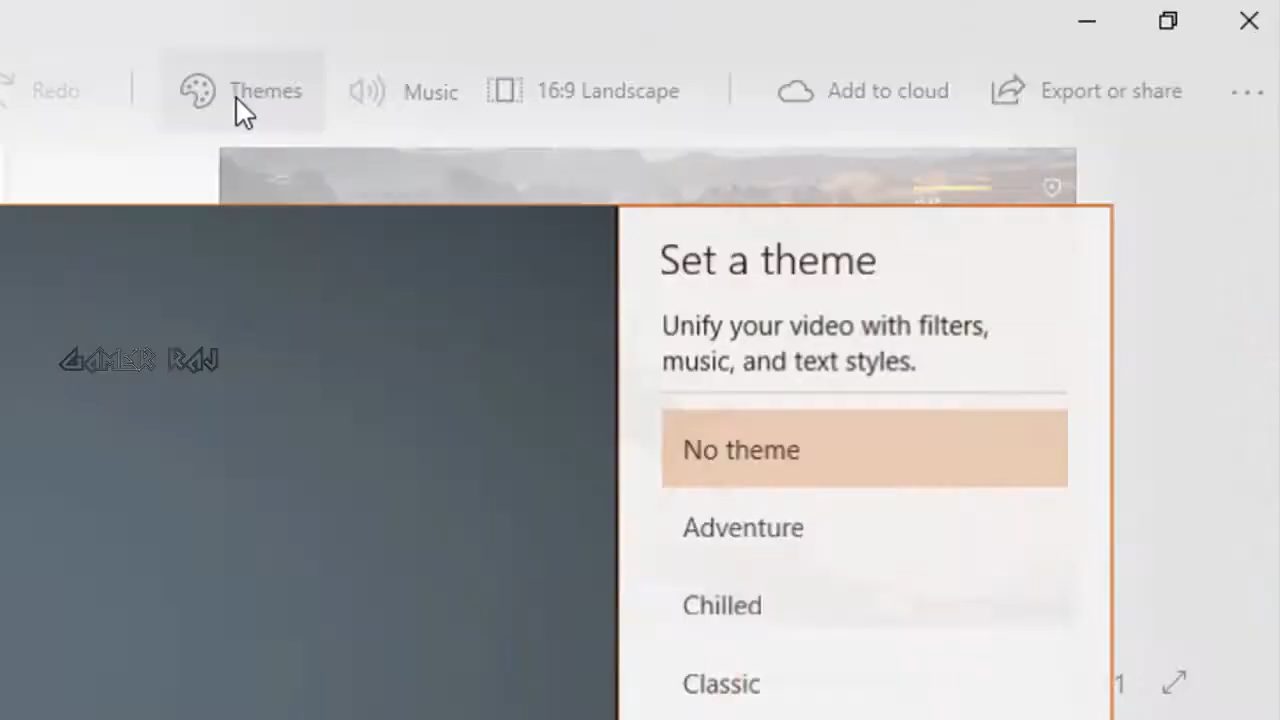 Redo
Themes
Music
16:9 Landscape
Add to cloud
Export or share
Set a theme
Unify your video with filters,
music, and text styles.
GAMER RAJ
No theme
Adventure
Chilled
Classic
1